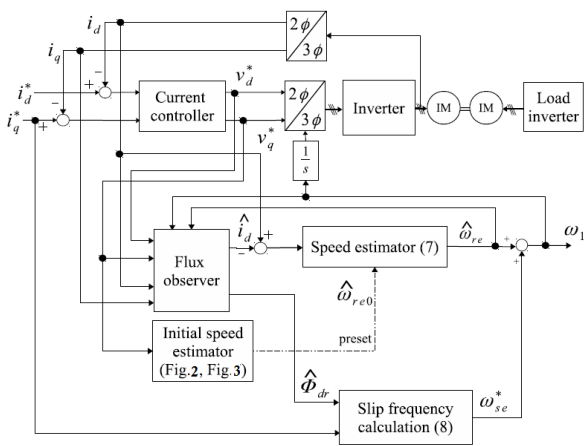 i_d
2ϕ
3ϕ
i_q
−
−
i_d^*
+
i_q^*
+
Current
controller
v_d^*
v_q^*
2ϕ
3ϕ
Inverter
IM
IM
Load
inverter
1
s
Flux
observer
î_d
+
−
Speed estimator (7)
ω̂_re
+
+
ω_1
ω̂_re0
preset
Initial speed
estimator
(Fig.2, Fig.3)
Φ̂_dr
Slip frequency
calculation (8)
ω_se^*